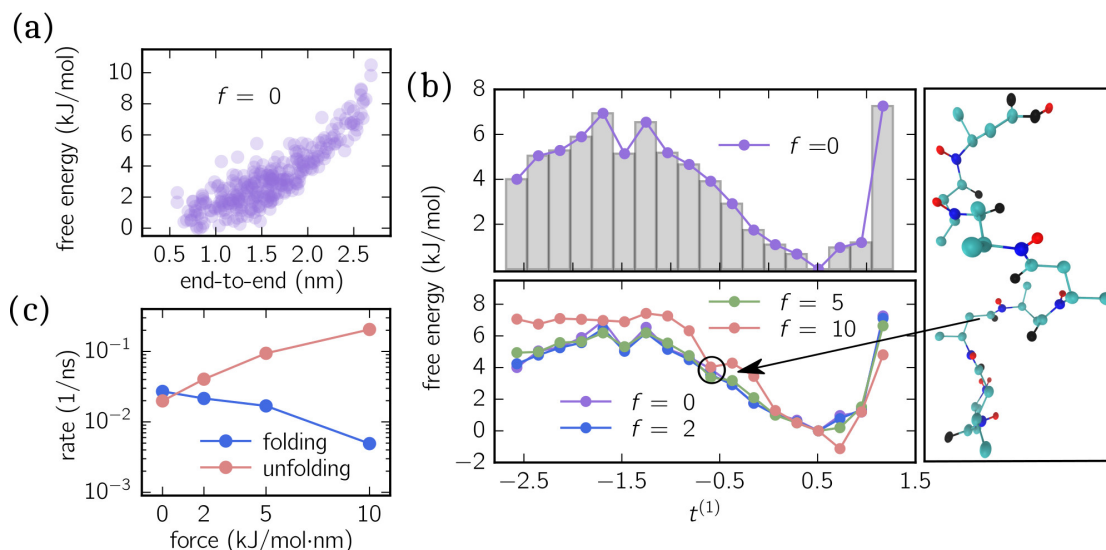 (a)
free energy (kJ/mol)
10
8
6
4
2
0
f = 0
0.5 1.0 1.5 2.0 2.5
end-to-end (nm)
(b)
free energy (kJ/mol)
8
6
4
2
f =0
8
6
4
2
0
−2
f = 5
f = 10
f = 0
f = 2
−2.5 −1.5 −0.5 0.5 1.5
t(1)
(c)
rate (1/ns)
10−1
10−2
10−3
folding
unfolding
0 2 5 10
force (kJ/mol·nm)